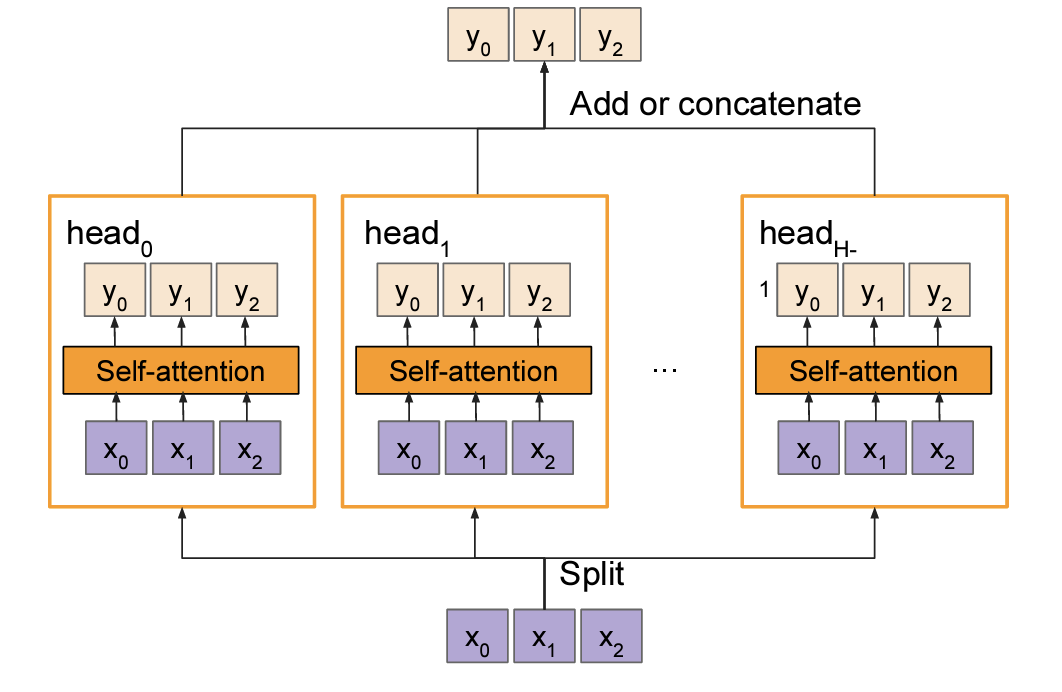 y0 y1 y2
Add or concatenate
head0
y0 y1 y2
Self-attention
x0 x1 x2
head1
y0 y1 y2
Self-attention
x0 x1 x2
...
headH-
1
y0 y1 y2
Self-attention
x0 x1 x2
Split
x0 x1 x2